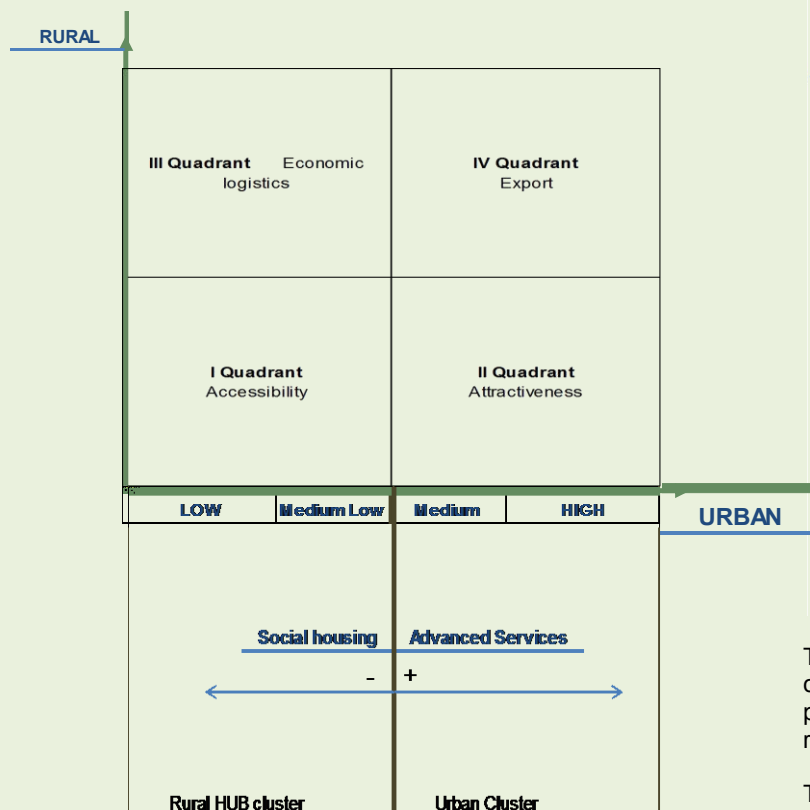 RURAL
III Quadrant Economic
logistics
IV Quadrant
Export
I Quadrant
Accessibility
II Quadrant
Attractiveness
LOW Medium Low Medium HIGH
URBAN
Social housing Advanced Services
- +
Rural HUB cluster Urban Cluster